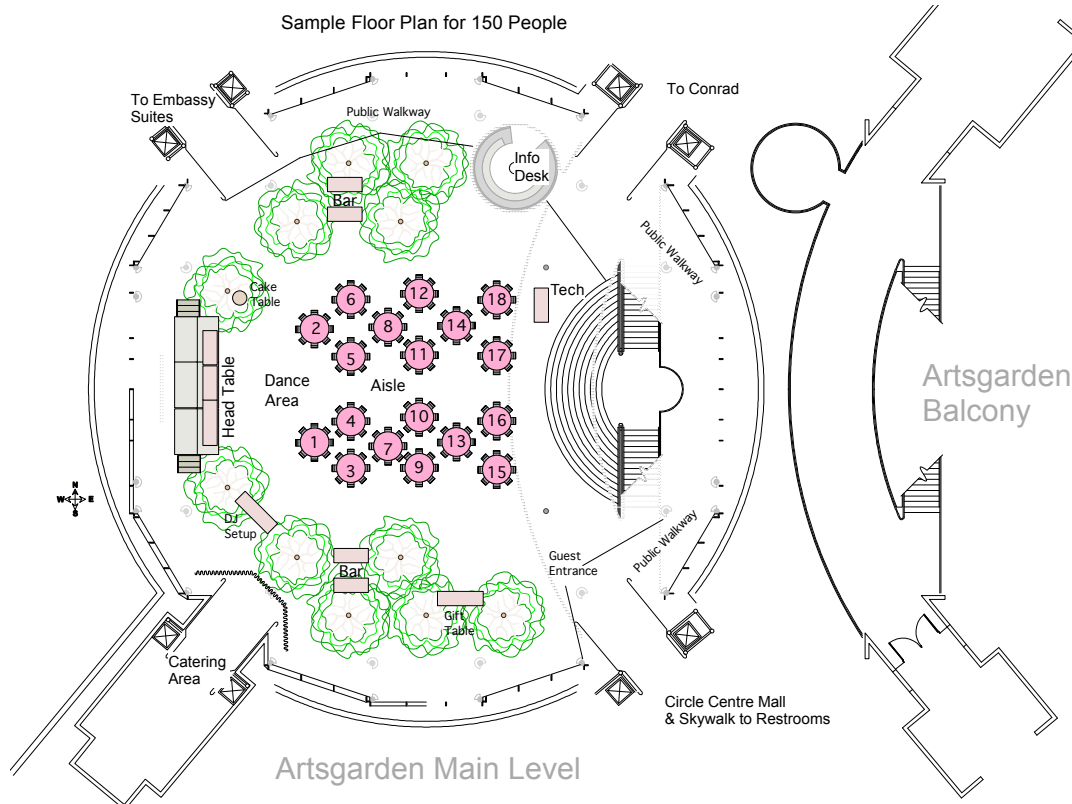 Sample Floor Plan for 150 People
To Embassy
Suites
Public Walkway
To Conrad
Info
Desk
Bar
Public Walkway
Cake
Table
Tech
6
12
18
2
8
14
5
11
17
Head Table
Dance
Area
Aisle
Artsgarden
Balcony
4
10
16
1
7
13
3
9
15
N
W
E
S
DJ
Setup
Bar
Guest
Entrance
Public Walkway
Gift
Table
Catering
Area
Circle Centre Mall
& Skywalk to Restrooms
Artsgarden Main Level